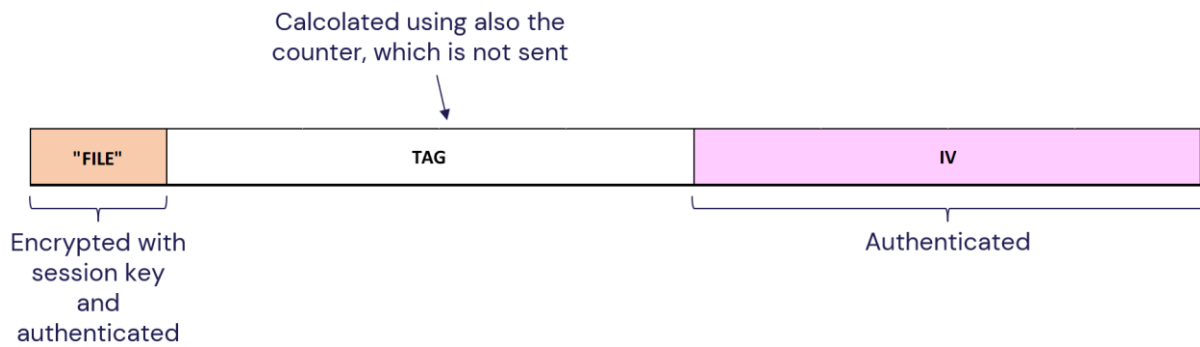 Calcolated using also the
counter, which is not sent
"FILE"
TAG
IV
Encrypted with
session key
and
authenticated
Authenticated